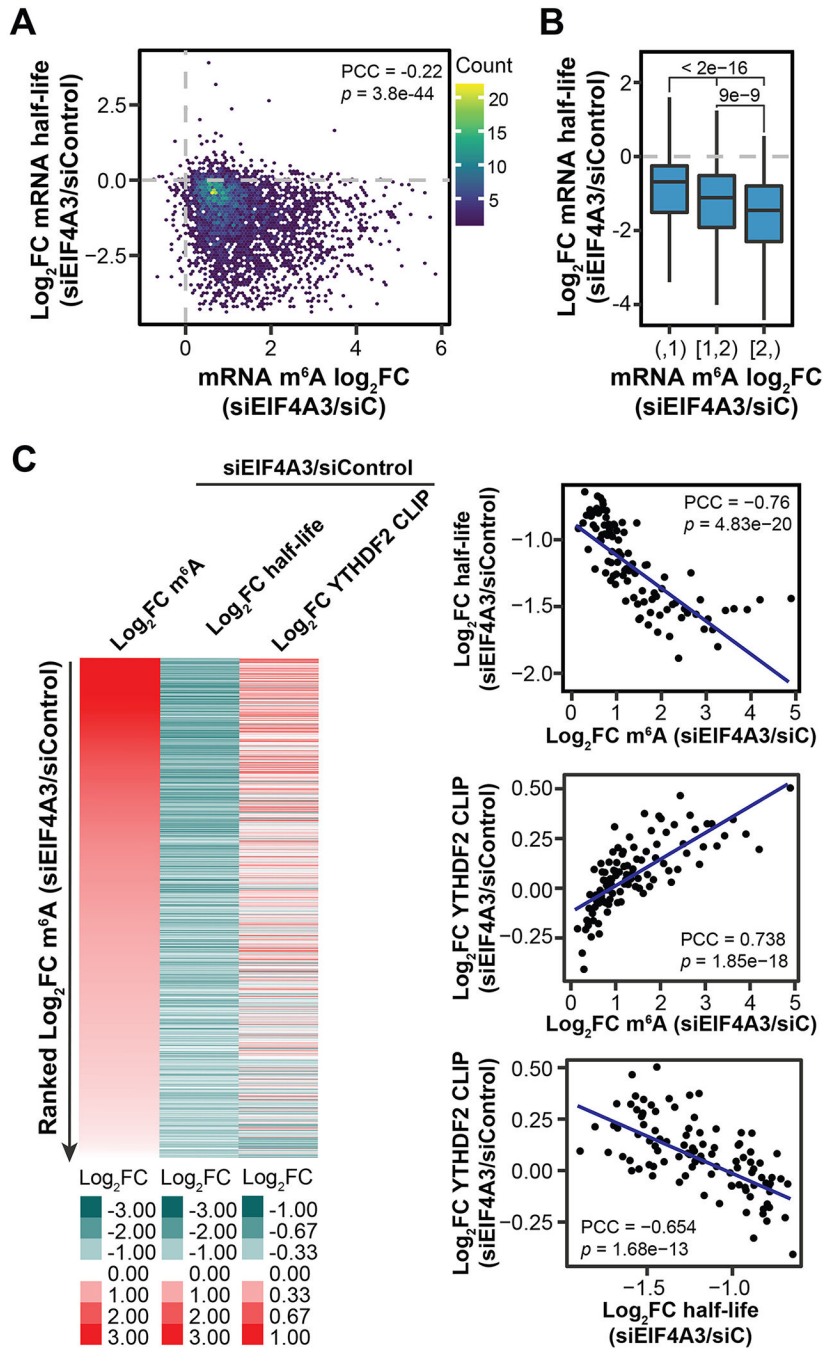 A
Log₂FC mRNA half-life
(siEIF4A3/siControl)
2.5
0.0
−2.5
PCC = -0.22
p = 3.8e-44
Count
20
15
10
5
0
2
4
6
mRNA m⁶A log₂FC
(siEIF4A3/siC)
B
Log₂FC mRNA half-life
(siEIF4A3/siControl)
2
0
-2
-4
< 2e−16
9e−9
(,1)
[1,2)
[2,)
mRNA m⁶A log₂FC
(siEIF4A3/siC)
C
siEIF4A3/siControl
Log₂FC m⁶A
Log₂FC half-life
Log₂FC YTHDF2 CLIP
Ranked Log₂FC m⁶A (siEIF4A3/siControl)
Log₂FC
-3.00
-2.00
-1.00
0.00
1.00
2.00
3.00
Log₂FC
-3.00
-2.00
-1.00
0.00
1.00
2.00
3.00
Log₂FC
-1.00
-0.67
-0.33
0.00
0.33
0.67
1.00
Log₂FC half-life
(siEIF4A3/siControl)
−1.0
−1.5
−2.0
PCC = −0.76
p = 4.83e−20
0
1
2
3
4
5
Log₂FC m⁶A (siEIF4A3/siC)
Log₂FC YTHDF2 CLIP
(siEIF4A3/siControl)
0.50
0.25
0.00
−0.25
PCC = 0.738
p = 1.85e−18
0
1
2
3
4
5
Log₂FC m⁶A (siEIF4A3/siC)
Log₂FC YTHDF2 CLIP
(siEIF4A3/siControl)
0.50
0.25
0.00
−0.25
PCC = −0.654
p = 1.68e−13
−1.5
−1.0
Log₂FC half-life
(siEIF4A3/siC)